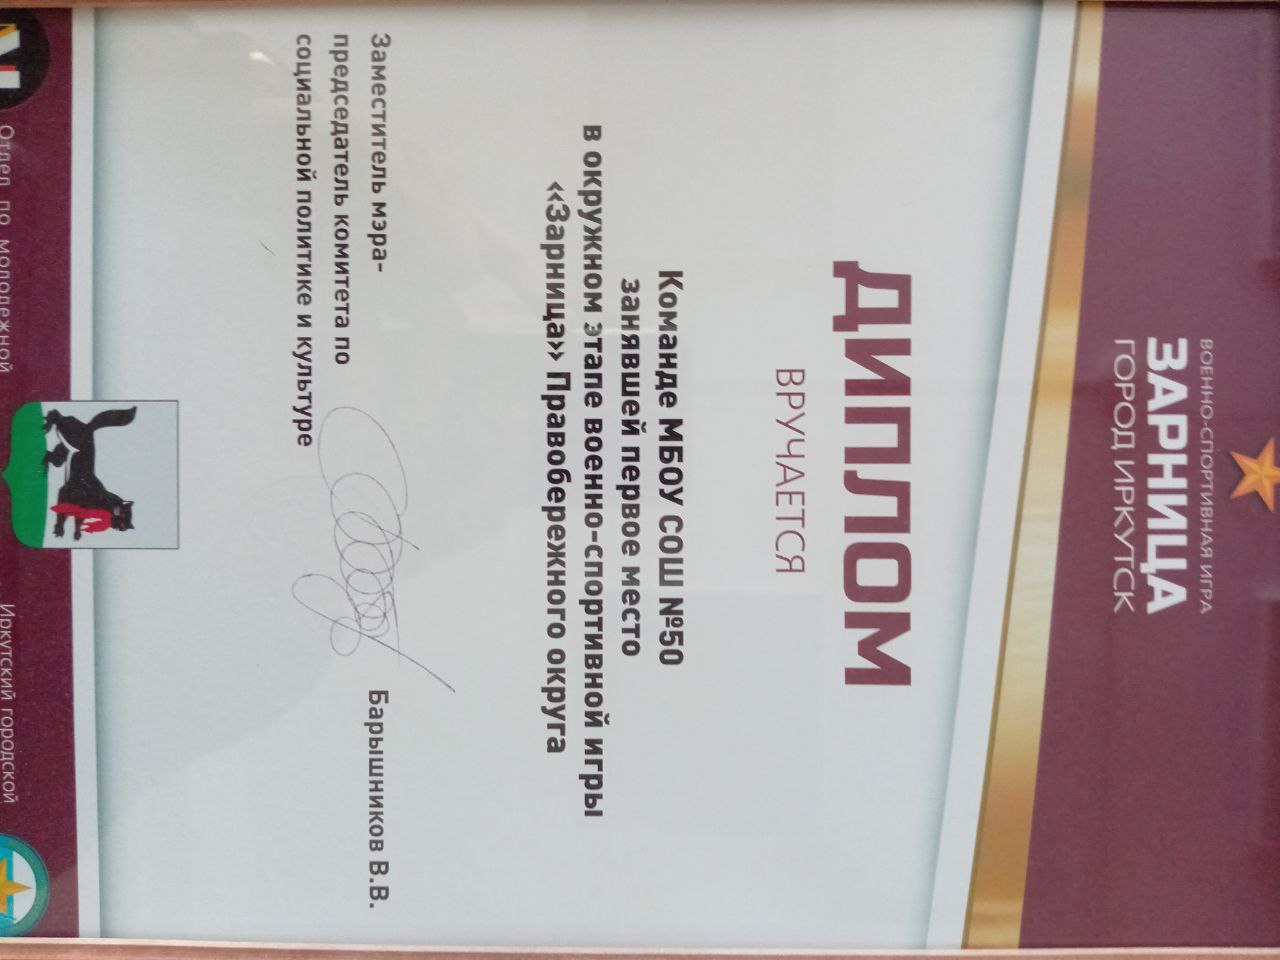 ВОЕННО-СПОРТИВНАЯ ИГРА
ЗАРНИЦА
ГОРОД ИРКУТСК
ДИПЛОМ
ВРУЧАЕТСЯ
Команде МБОУ СОШ №50
занявшей первое место
в окружном этапе военно-спортивной игры
«Зарница» Правобережного округа
Заместитель мэра-
председатель комитета по
социальной политике и культуре
Барышников В.В.
Отдел по молодежной
Иркутский городской